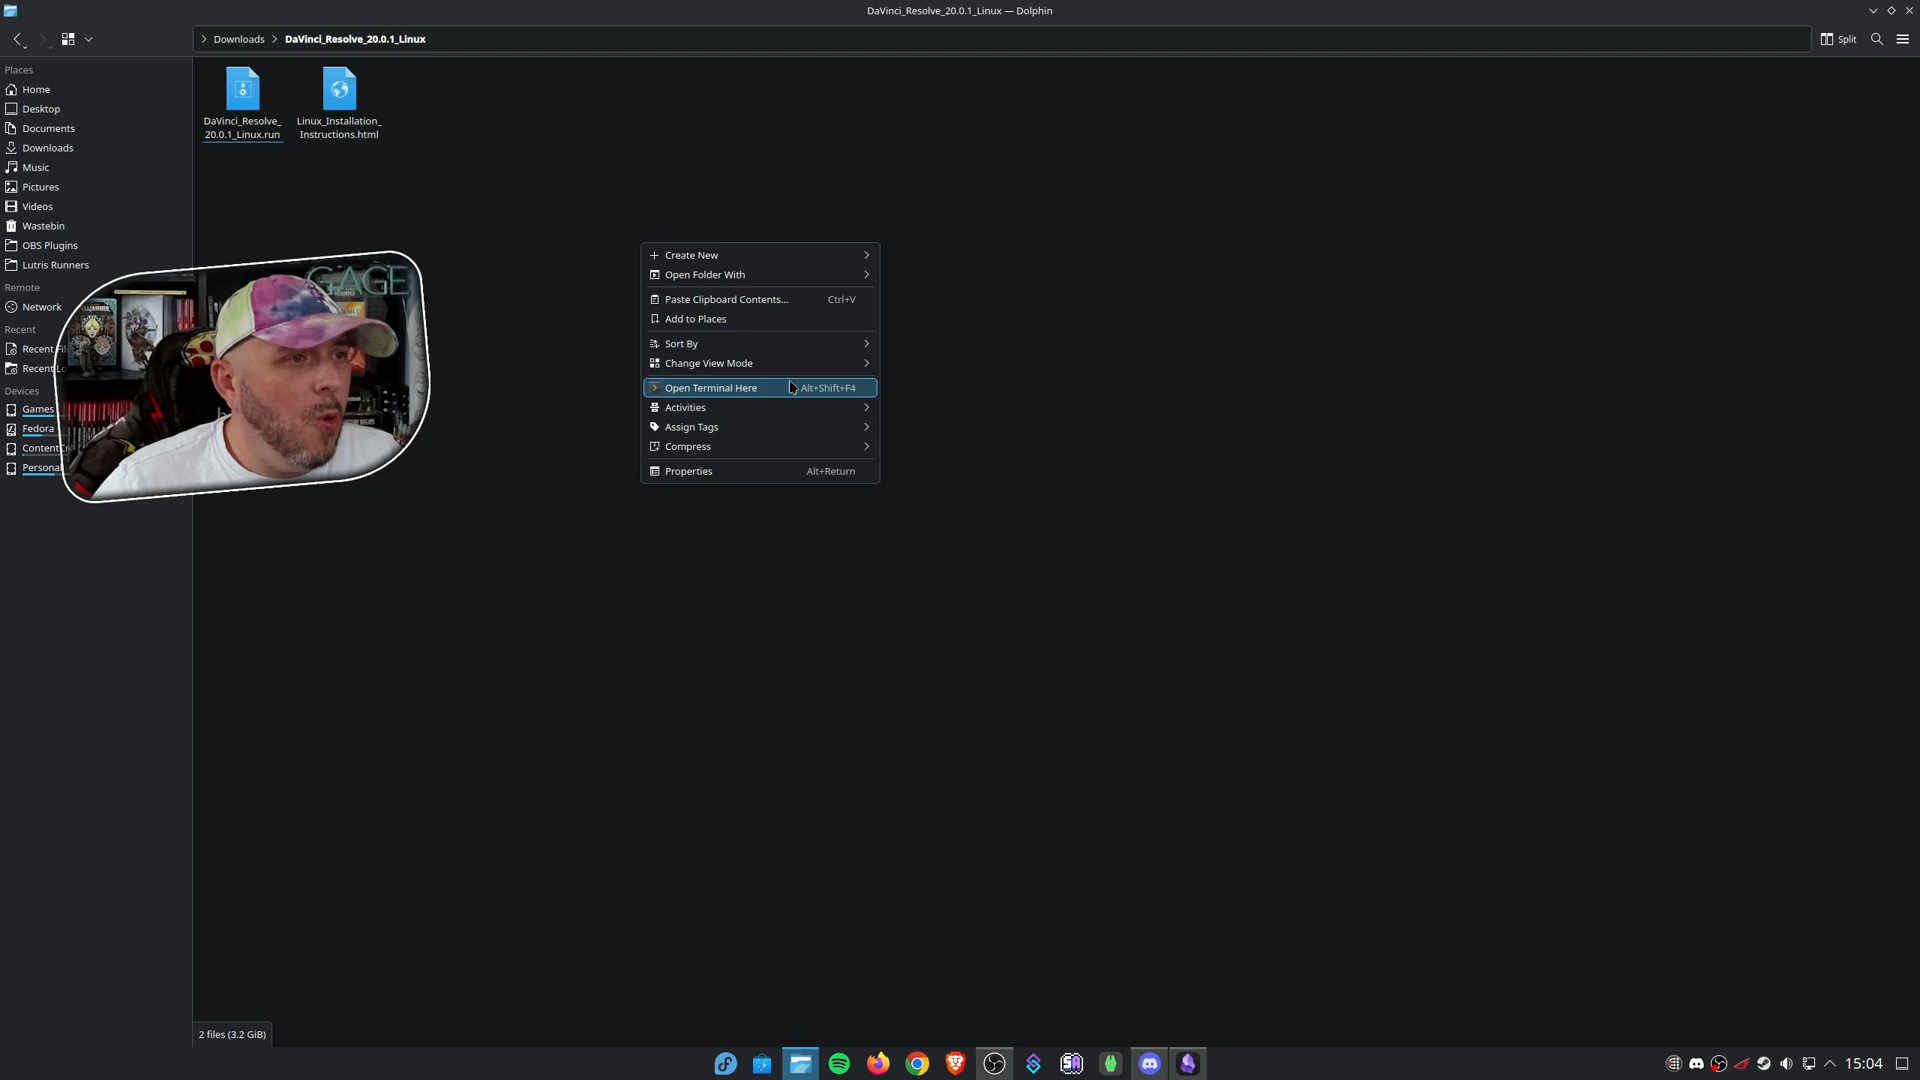 DaVinci_Resolve_20.0.1_Linux — Dolphin
Downloads
DaVinci_Resolve_20.0.1_Linux
Split
Places
Home
Desktop
Documents
Downloads
Music
Pictures
Videos
Wastebin
OBS Plugins
Lutris Runners
Remote
Network
Recent
Recent
Recent
Devices
Games
Fedora
DaVinci_Resolve_
20.0.1_Linux.run
Linux_Installation_
Instructions.html
GAGE
Create New
Open Folder With
Paste Clipboard Contents... Ctrl+V
Add to Places
Sort By
Change View Mode
Open Terminal Here Alt+Shift+F4
Activities
Assign Tags
Compress
Properties Alt+Return
2 files (3.2 GiB)
15:04